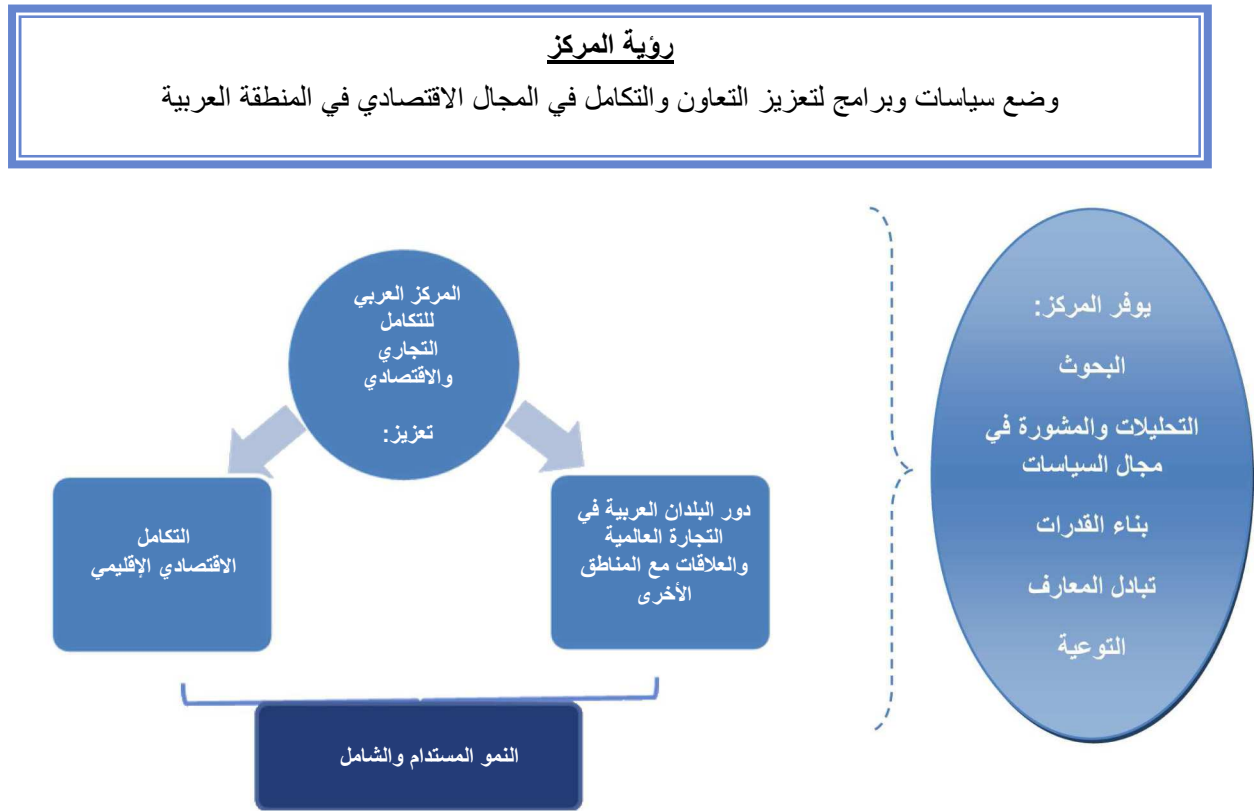 رؤية المركز
وضع سياسات وبرامج لتعزيز التعاون والتكامل في المجال الاقتصادي في المنطقة العربية
المركز العربي
للتكامل
التجاري
والاقتصادي
تعزيز:
دور البلدان العربية في
التجارة العالمية
والعلاقات مع المناطق
الأخرى
التكامل
الاقتصادي الإقليمي
النمو المستدام والشامل
يوفر المركز:
البحوث
التحليلات والمشورة في
مجال السياسات
بناء القدرات
تبادل المعارف
التوعية